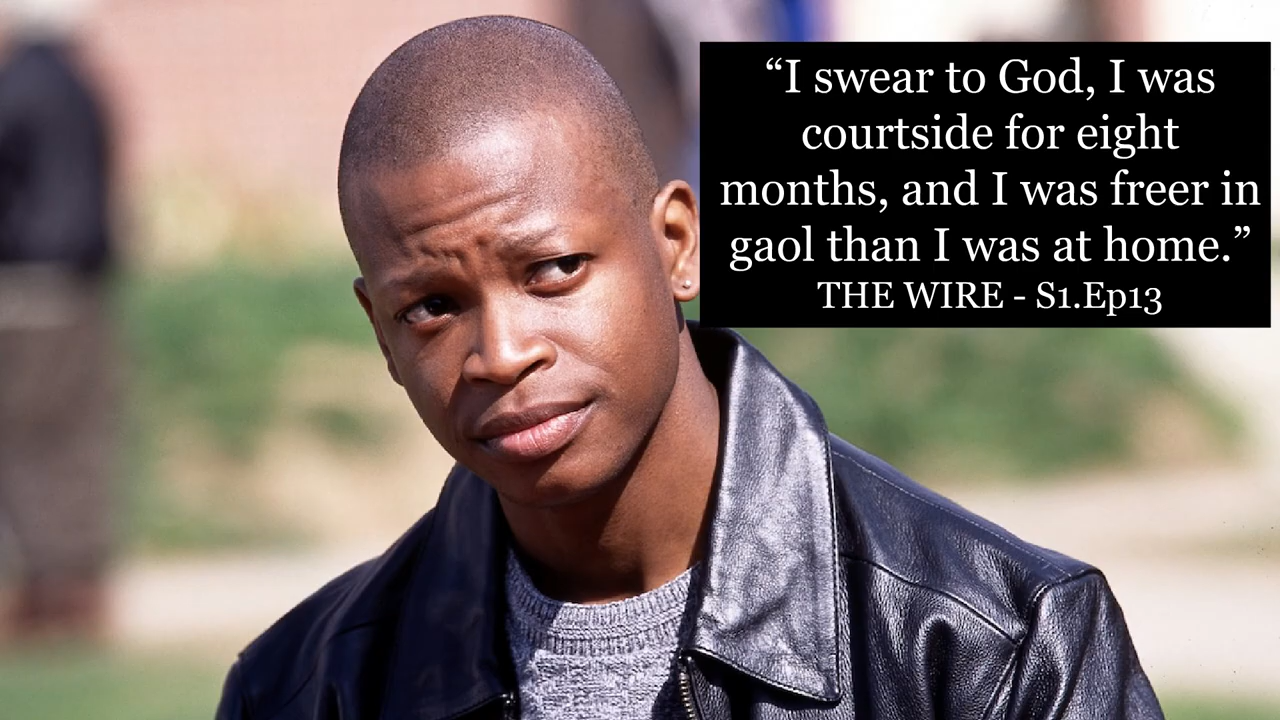 “I swear to God, I was
courtside for eight
months, and I was freer in
gaol than I was at home.”
THE WIRE - S1.Ep13